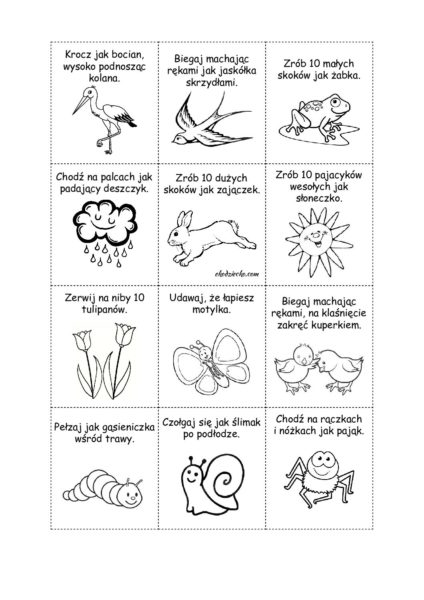 Krocz jak bocian,
wysoko podnosząc
kolana.
Biegaj machając
rękami jak jaskółka
skrzydłami.
Zrób 10 małych
skoków jak żabka.
Chodź na palcach jak
padający deszczyk.
Zrób 10 dużych
skoków jak zajączek.
ekodziecko.com
Zrób 10 pajacyków
wesołych jak
słoneczko.
Zerwij na niby 10
tulipanów.
Udawaj, że łapiesz
motylka.
Biegaj machając
rękami, na klaśnięcie
zakręć kuperkiem.
Pełzaj jak gąsieniczka
wśród trawy.
Czołgaj się jak ślimak
po podłodze.
Chodź na rączkach
i nóżkach jak pająk.